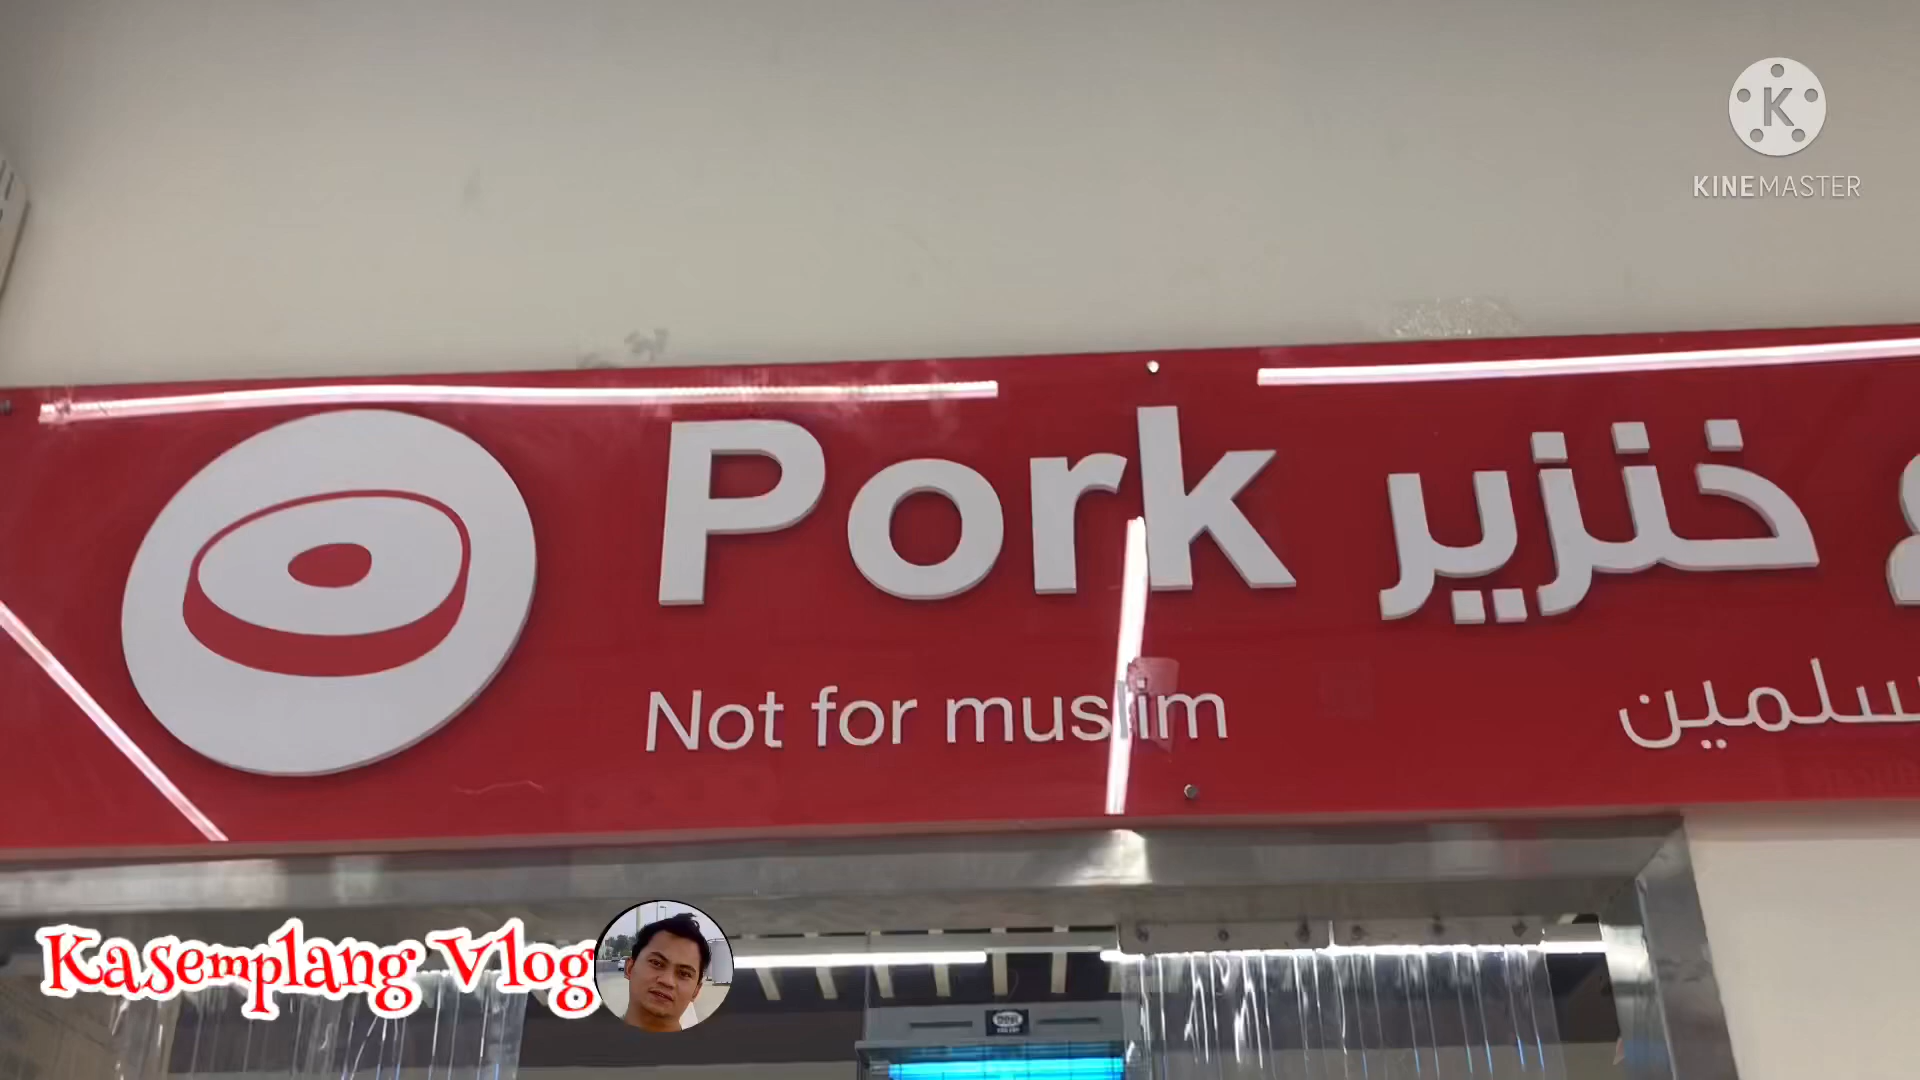 K
KINEMASTER
Pork خنزير
Not for muslim
Kasemplang Vlog